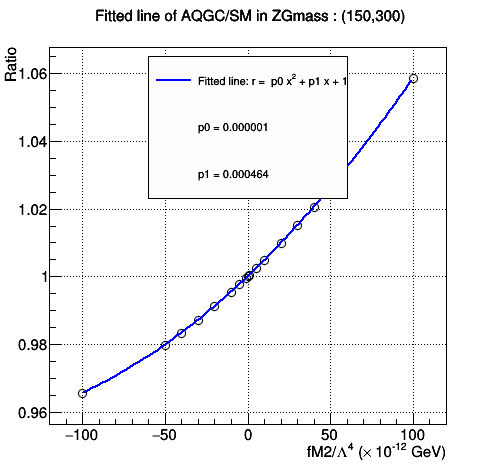 Fitted line of AQGC/SM in ZGmass : (150,300)
Ratio
1.06
1.04
1.02
1
0.98
0.96
Fitted line: r = p0 x² + p1 x + 1
p0 = 0.000001
p1 = 0.000464
−100 −50 0 50 100
fM2/Λ⁴ (× 10⁻¹² GeV)